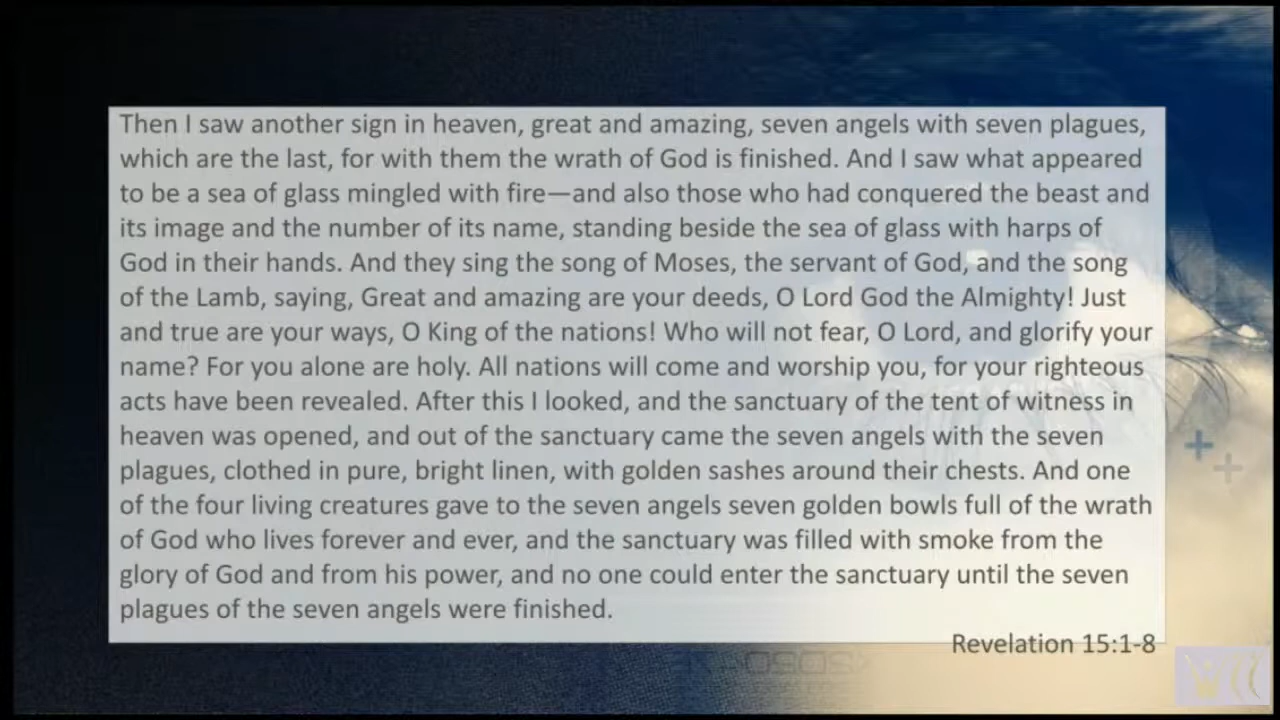 Then I saw another sign in heaven, great and amazing, seven angels with seven plagues,
which are the last, for with them the wrath of God is finished. And I saw what appeared
to be a sea of glass mingled with fire—and also those who had conquered the beast and
its image and the number of its name, standing beside the sea of glass with harps of
God in their hands. And they sing the song of Moses, the servant of God, and the song
of the Lamb, saying, Great and amazing are your deeds, O Lord God the Almighty! Just
and true are your ways, O King of the nations! Who will not fear, O Lord, and glorify your
name? For you alone are holy. All nations will come and worship you, for your righteous
acts have been revealed. After this I looked, and the sanctuary of the tent of witness in
heaven was opened, and out of the sanctuary came the seven angels with the seven
plagues, clothed in pure, bright linen, with golden sashes around their chests. And one
of the four living creatures gave to the seven angels seven golden bowls full of the wrath
of God who lives forever and ever, and the sanctuary was filled with smoke from the
glory of God and from his power, and no one could enter the sanctuary until the seven
plagues of the seven angels were finished.
Revelation 15:1-8